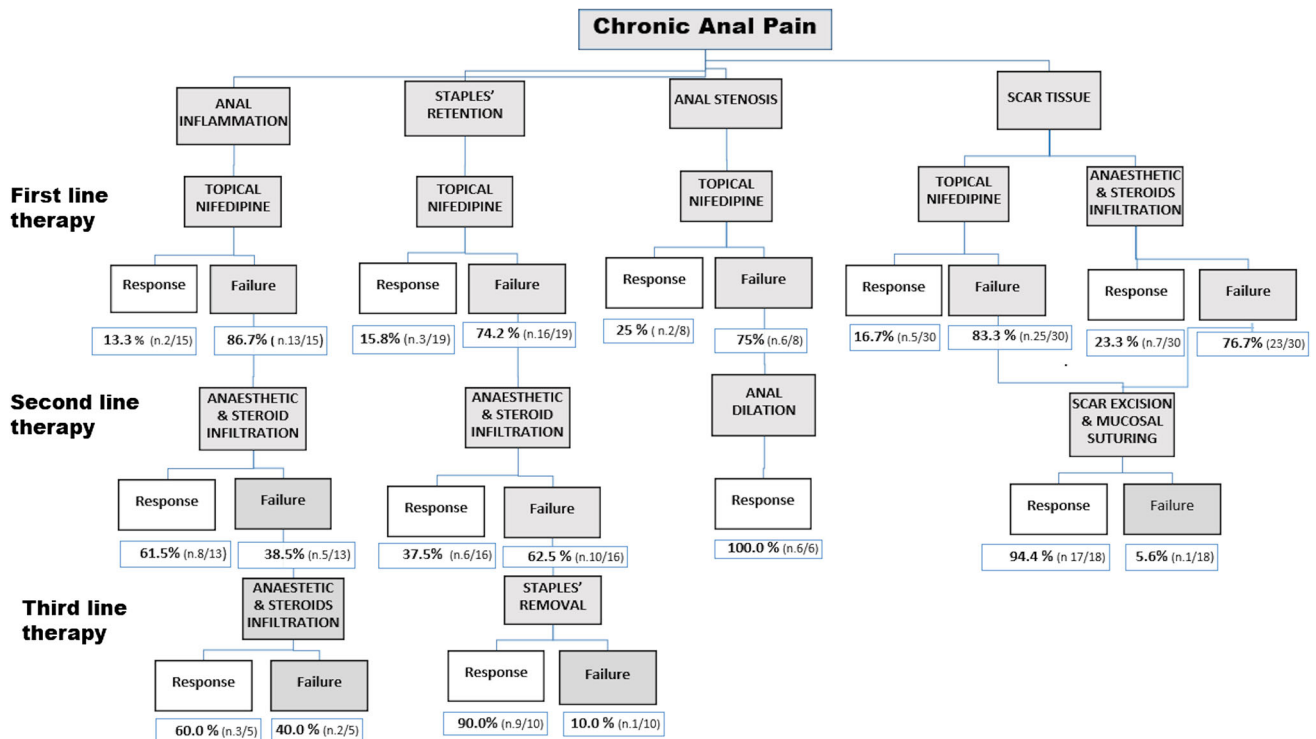 Chronic Anal Pain
ANAL
INFLAMMATION
STAPLES’
RETENTION
ANAL STENOSIS
SCAR TISSUE
First line
therapy
TOPICAL
NIFEDIPINE
TOPICAL
NIFEDIPINE
TOPICAL
NIFEDIPINE
TOPICAL
NIFEDIPINE
ANAESTHETIC
& STEROIDS
INFILTRATION
Response
Failure
Response
Failure
Response
Failure
Response
Failure
Response
Failure
13.3 % (n.2/15)
86.7% ( n.13/15)
15.8% (n.3/19)
74.2 % (n.16/19)
25 % ( n.2/8)
75% (n.6/8)
16.7% (n.5/30
83.3 % (n.25/30)
23.3 % (n.7/30
76.7% (23/30)
Second line
therapy
ANAESTHETIC
& STEROID
INFILTRATION
ANAESTHETIC
& STEROID
INFILTRATION
ANAL
DILATION
SCAR EXCISION
& MUCOSAL
SUTURING
Response
Failure
Response
Failure
Response
Response
Failure
61.5% (n.8/13)
38.5% (n.5/13)
37.5% (n.6/16)
62.5 % (n.10/16)
100.0 % (n.6/6)
94.4 % (n 17/18)
5.6% (n.1/18)
Third line
therapy
ANAESTETIC
& STEROIDS
INFILTRATION
STAPLES’
REMOVAL
Response
Failure
Response
Failure
60.0 % (n.3/5)
40.0 % (n.2/5)
90.0% (n.9/10)
10.0 % (n.1/10)